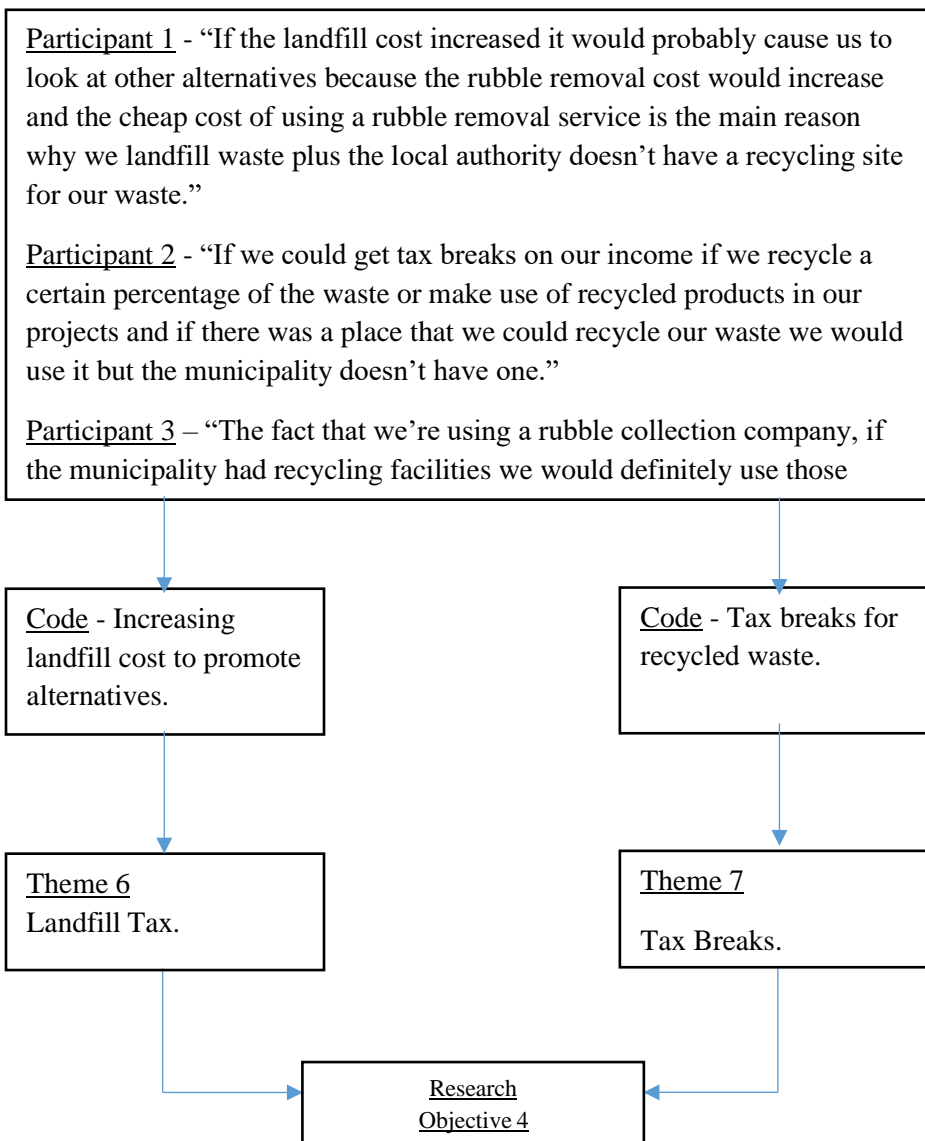 Participant 1 - “If the landfill cost increased it would probably cause us to
look at other alternatives because the rubble removal cost would increase
and the cheap cost of using a rubble removal service is the main reason
why we landfill waste plus the local authority doesn’t have a recycling site
for our waste.”
Participant 2 - “If we could get tax breaks on our income if we recycle a
certain percentage of the waste or make use of recycled products in our
projects and if there was a place that we could recycle our waste we would
use it but the municipality doesn’t have one.”
Participant 3 – “The fact that we’re using a rubble collection company, if
the municipality had recycling facilities we would definitely use those
Code - Increasing
landfill cost to promote
alternatives.
Code - Tax breaks for
recycled waste.
Theme 6
Landfill Tax.
Theme 7
Tax Breaks.
Research
Objective 4